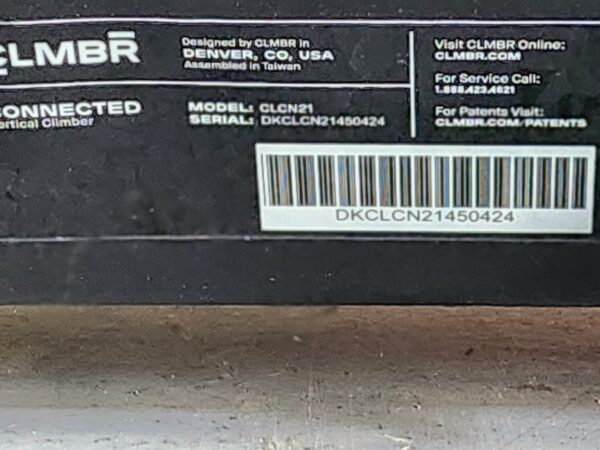 CLMBR
Designed by CLMBR in
DENVER, CO, USA
Assembled in Taiwan
Visit CLMBR Online:
CLMBR.COM
For Service Call:
1.888.423.4621
CONNECTED
Vertical Climber
MODEL: CLCN21
SERIAL: DKCLCN21450424
For Patents Visit:
CLMBR.COM/PATENTS
DKCLCN21450424